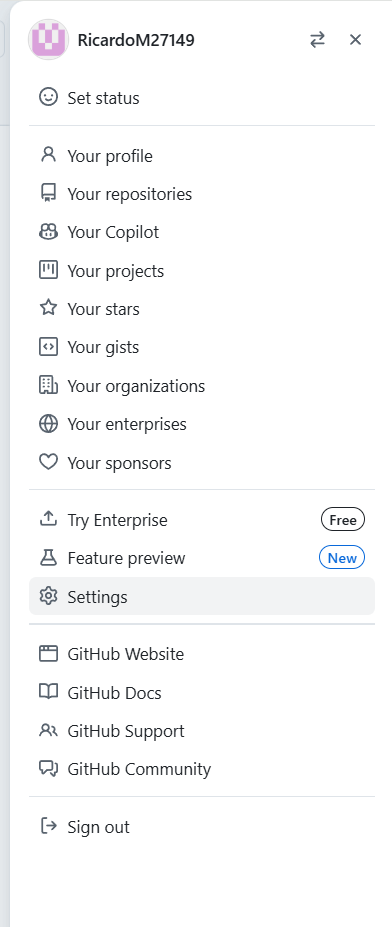 RicardoM27149
Set status
Your profile
Your repositories
Your Copilot
Your projects
Your stars
Your gists
Your organizations
Your enterprises
Your sponsors
Try Enterprise Free
Feature preview New
Settings
GitHub Website
GitHub Docs
GitHub Support
GitHub Community
Sign out